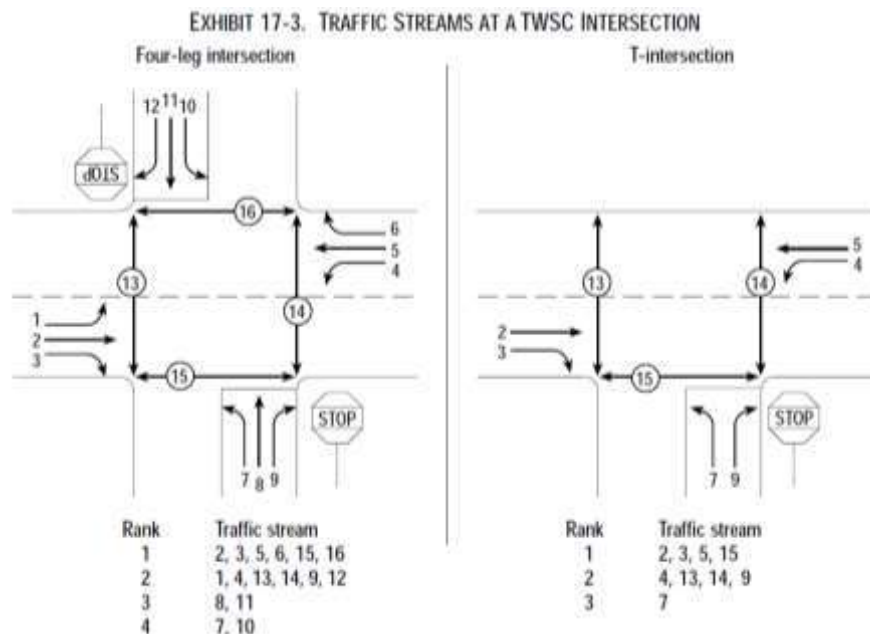 EXHIBIT 17-3. TRAFFIC STREAMS AT A TWSC INTERSECTION
Four-leg intersection
12 11 10
STOP
16
6
5
4
13
14
1
2
3
15
STOP
7 8 9
Rank Traffic stream
1 2, 3, 5, 6, 15, 16
2 1, 4, 13, 14, 9, 12
3 8, 11
4 7, 10
T-intersection
5
4
13
14
2
3
15
STOP
7 9
Rank Traffic stream
1 2, 3, 5, 15
2 4, 13, 14, 9
3 7